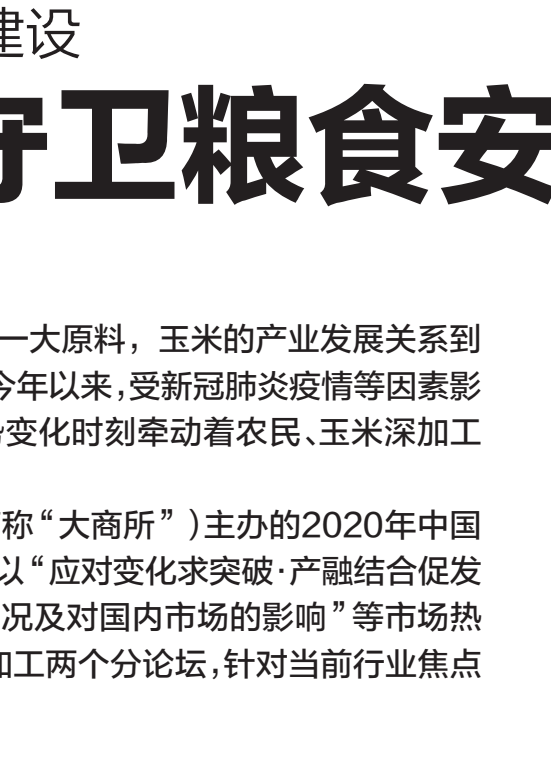 建设
守卫粮食安
一大原料，玉米的产业发展关系到
今年以来,受新冠肺炎疫情等因素影
变化时刻牵动着农民、玉米深加工
称“大商所”)主办的2020年中国
以“应对变化求突破·产融结合促发
况及对国内市场的影响”等市场热
加工两个分论坛,针对当前行业焦点